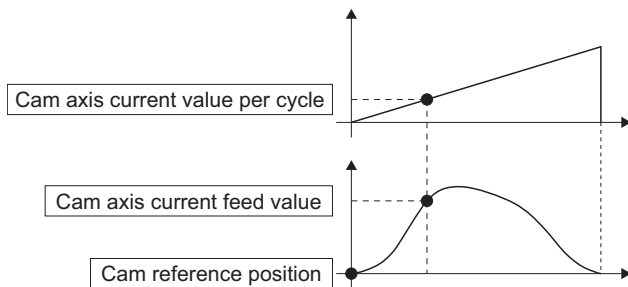 Cam axis current value per cycle
Cam axis current feed value
Cam reference position